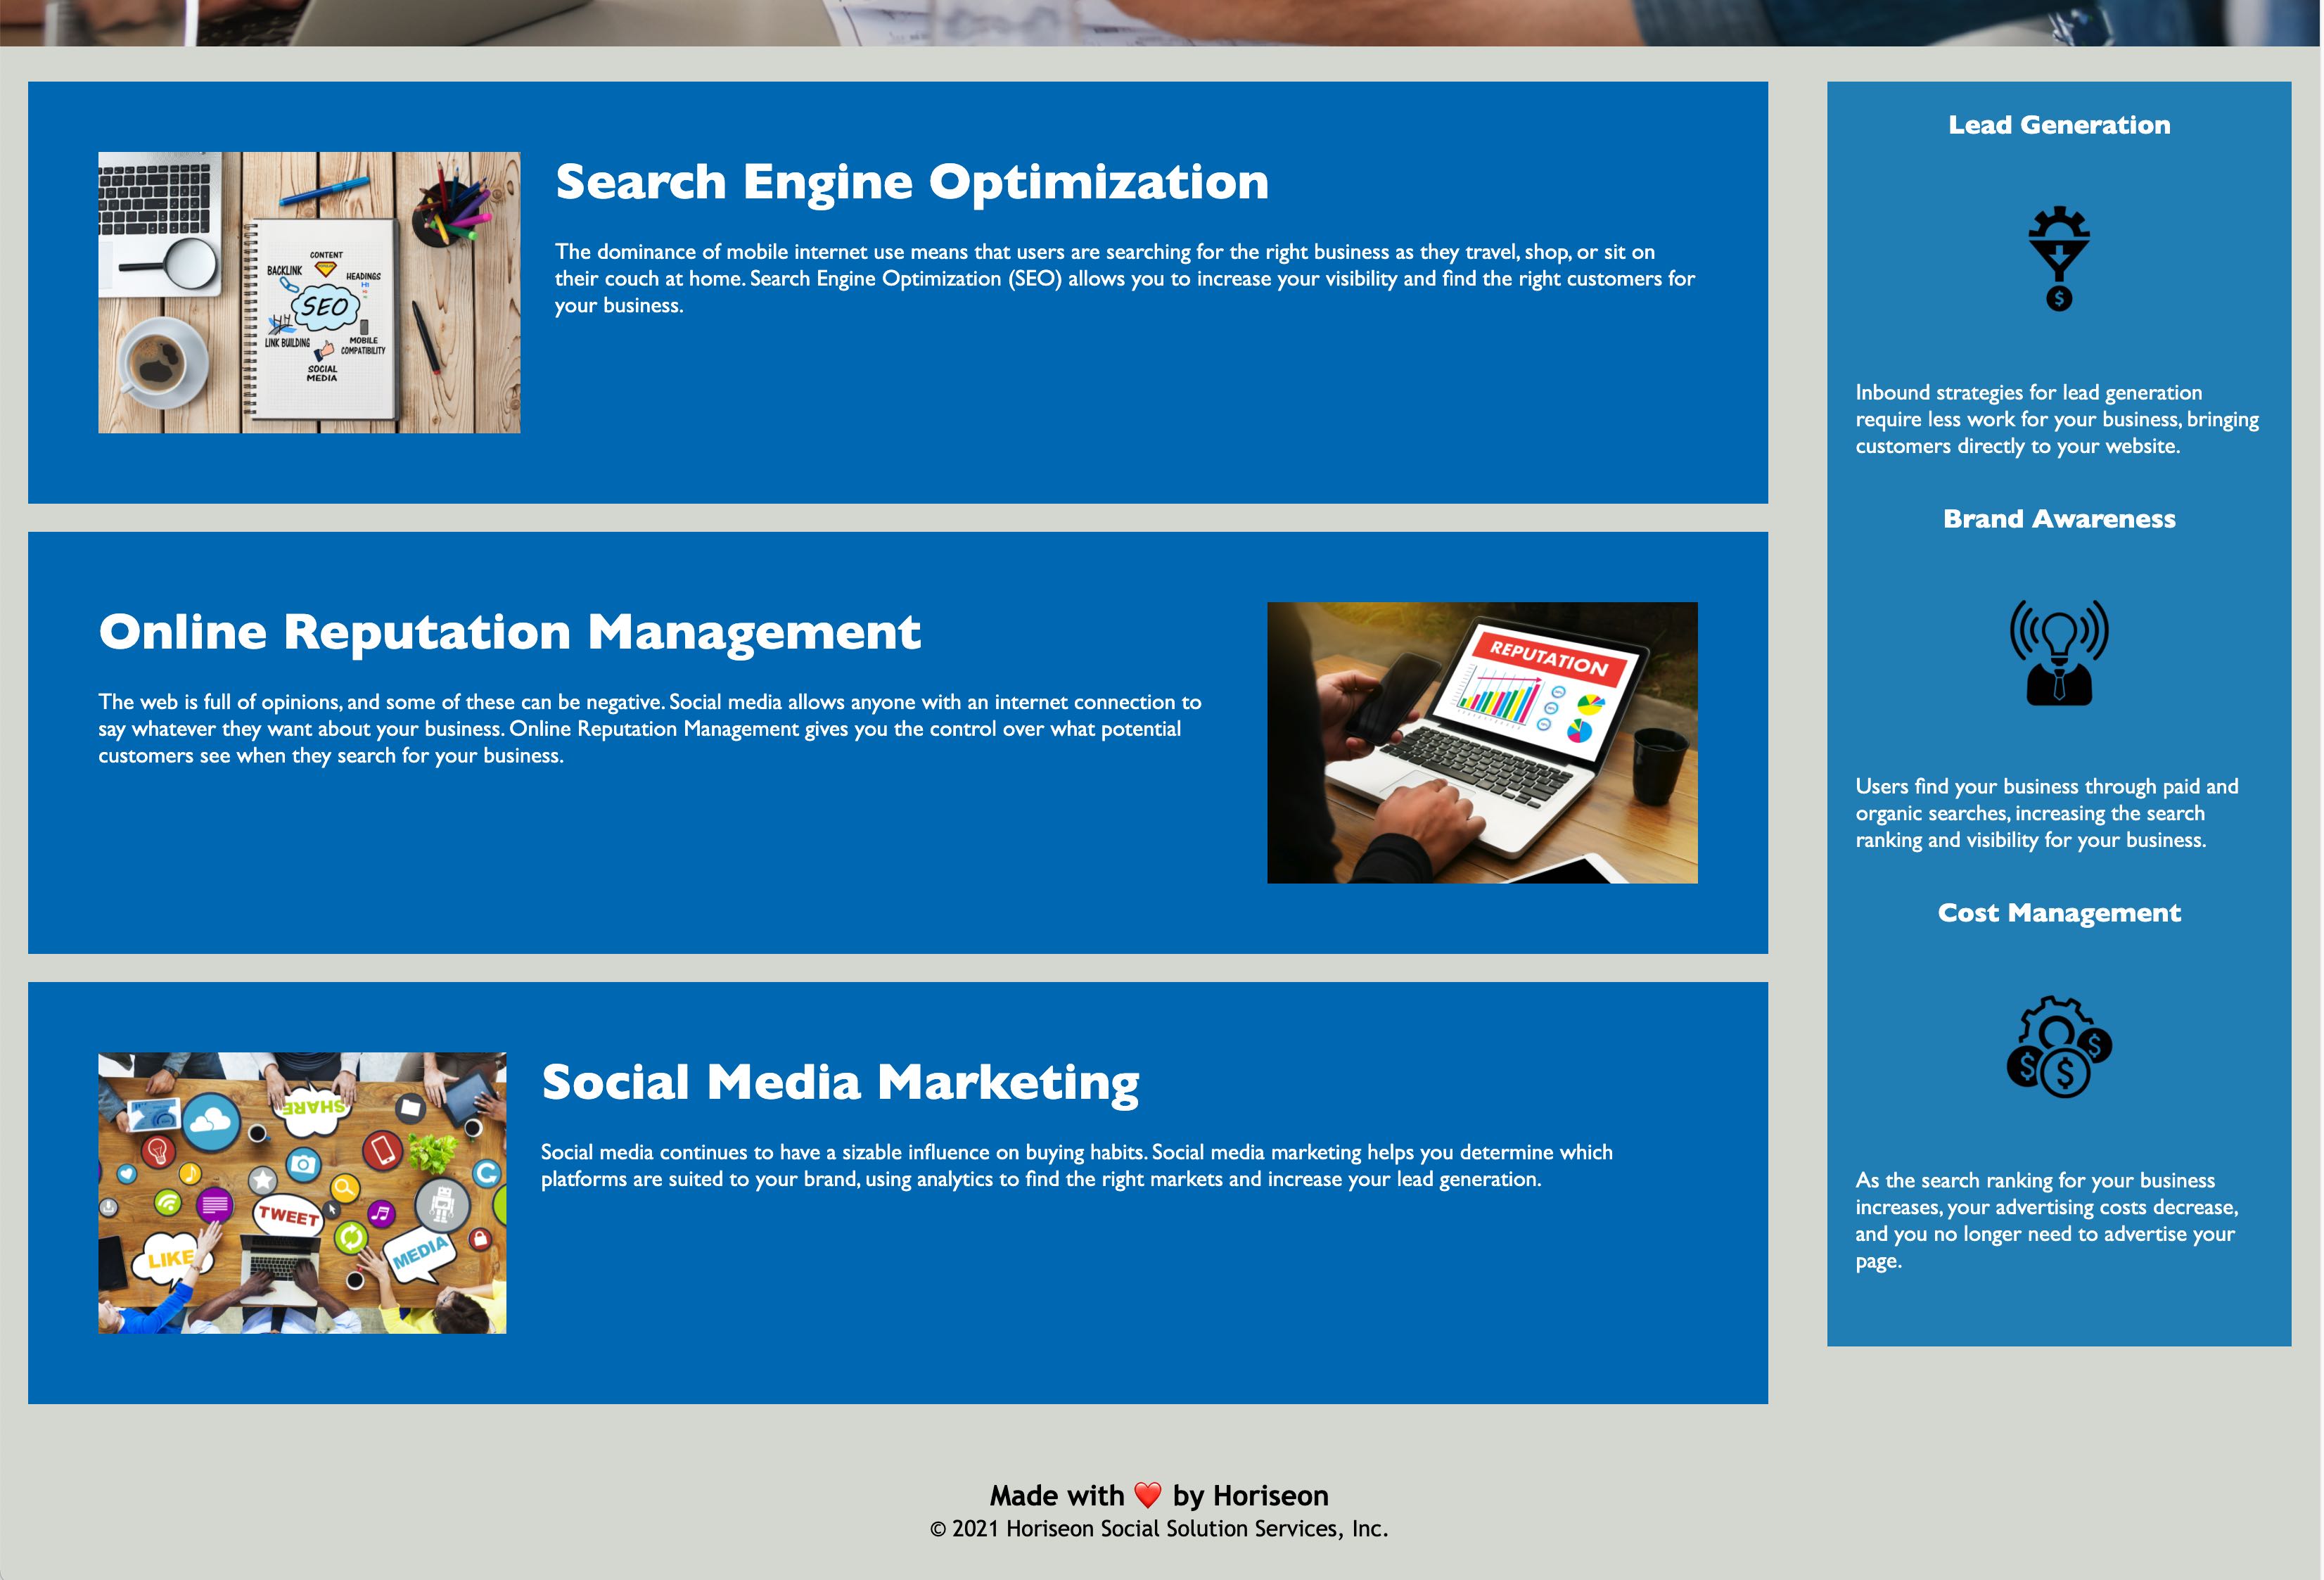 Search Engine Optimization
The dominance of mobile internet use means that users are searching for the right business as they travel, shop, or sit on
their couch at home. Search Engine Optimization (SEO) allows you to increase your visibility and find the right customers for
your business.
CONTENT
BACKLINK
HEADINGS
H1
SEO
LINK BUILDING
MOBILE
COMPATIBILITY
SOCIAL
MEDIA
Online Reputation Management
The web is full of opinions, and some of these can be negative. Social media allows anyone with an internet connection to
say whatever they want about your business. Online Reputation Management gives you the control over what potential
customers see when they search for your business.
REPUTATION
Social Media Marketing
Social media continues to have a sizable influence on buying habits. Social media marketing helps you determine which
platforms are suited to your brand, using analytics to find the right markets and increase your lead generation.
SHARE
TWEET
LIKE
MEDIA
Lead Generation
$
Inbound strategies for lead generation
require less work for your business, bringing
customers directly to your website.
Brand Awareness
Users find your business through paid and
organic searches, increasing the search
ranking and visibility for your business.
Cost Management
$ $ $
As the search ranking for your business
increases, your advertising costs decrease,
and you no longer need to advertise your
page.
Made with ❤️ by Horiseon
© 2021 Horiseon Social Solution Services, Inc.